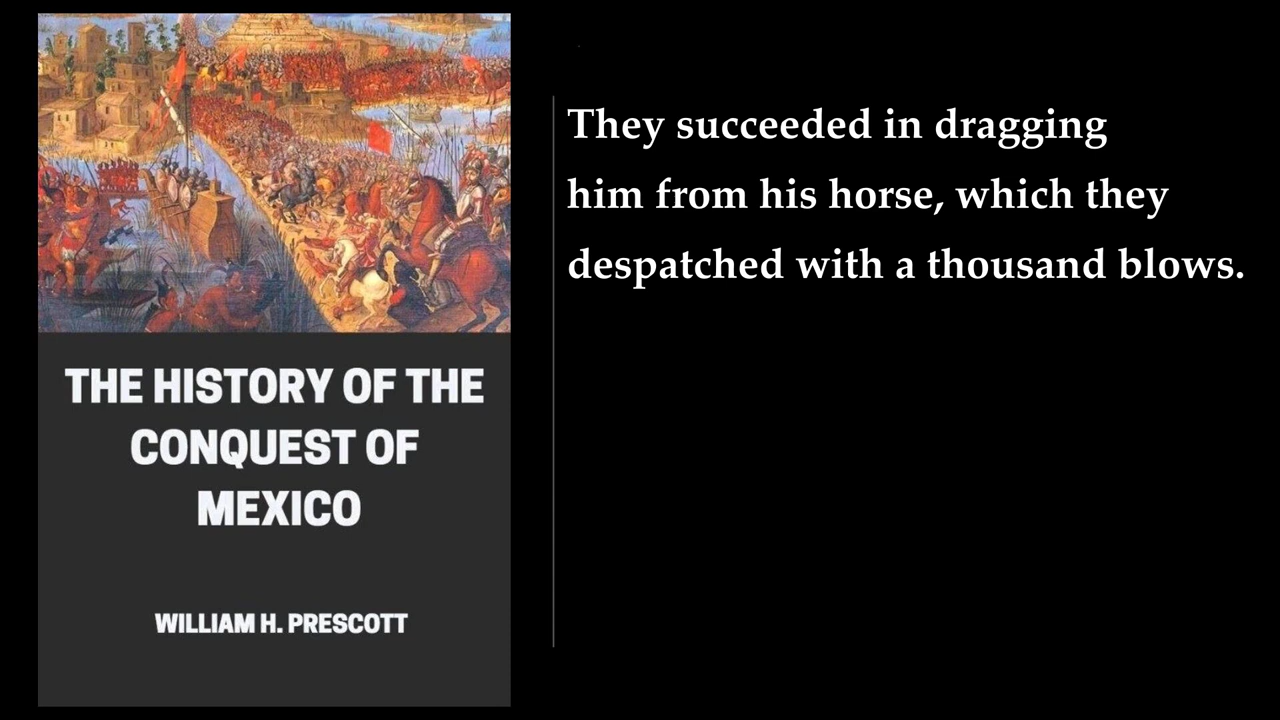 THE HISTORY OF THE
CONQUEST OF
MEXICO
WILLIAM H. PRESCOTT
They succeeded in dragging
him from his horse, which they
despatched with a thousand blows.